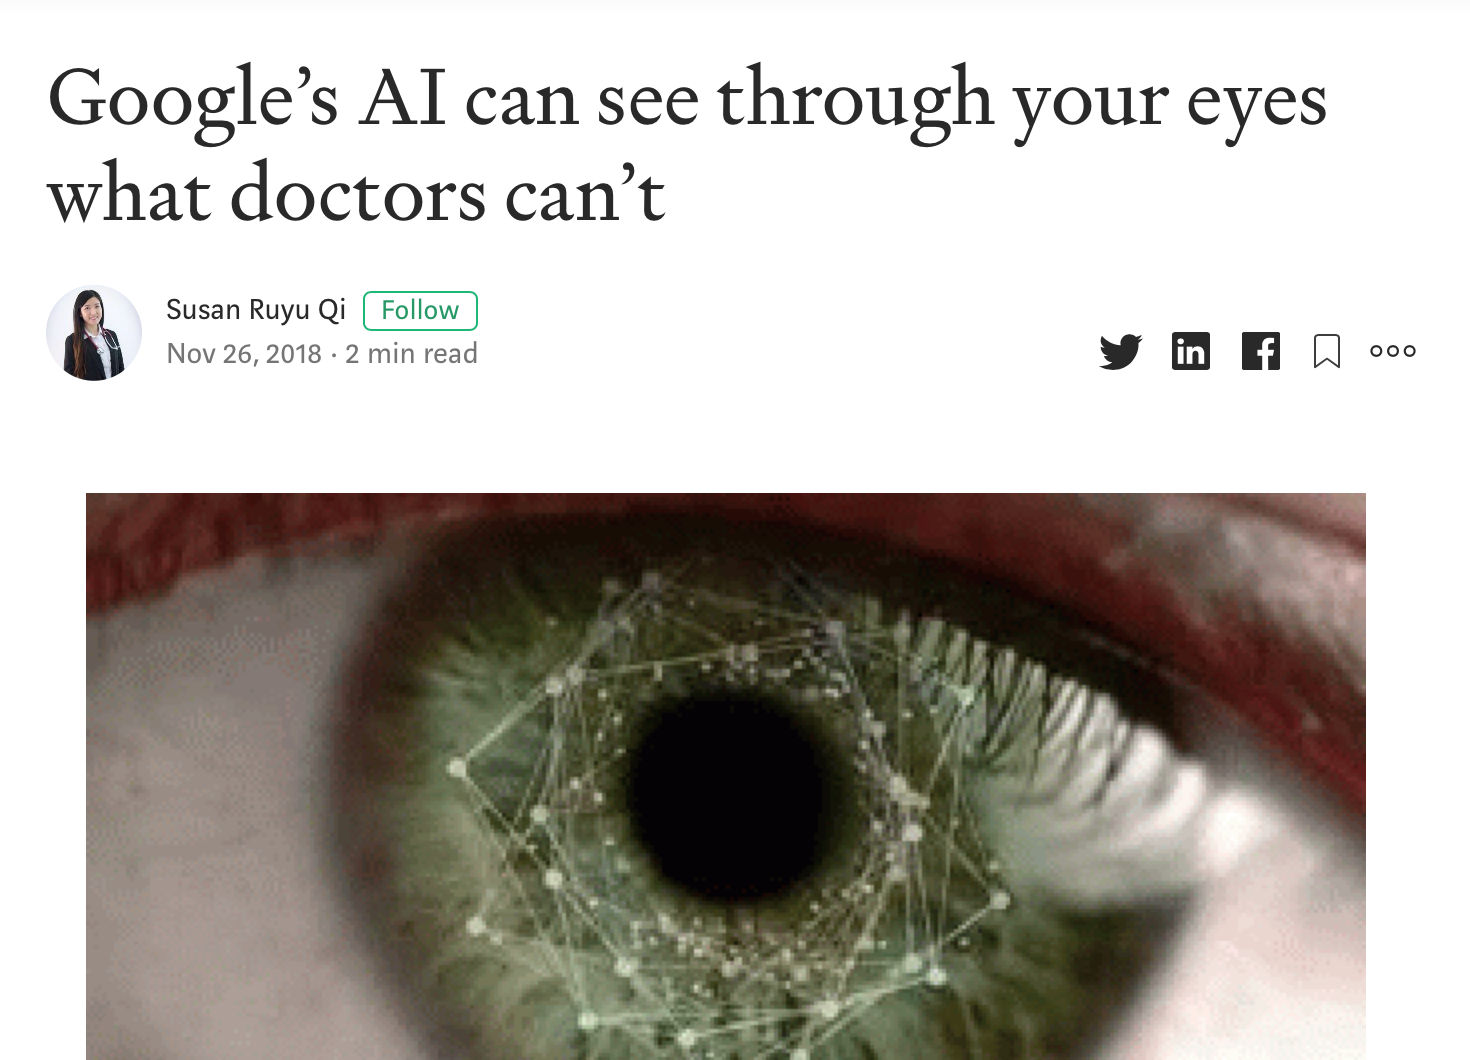 Google’s AI can see through your eyes
what doctors can’t
Susan Ruyu Qi Follow
Nov 26, 2018 · 2 min read
in f